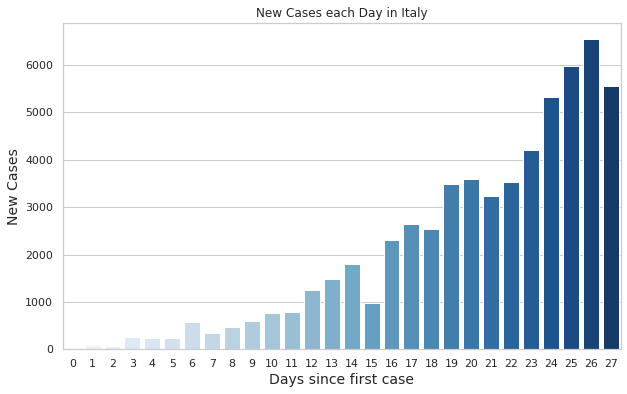 New Cases each Day in Italy
6000
5000
4000
3000
2000
1000
0
New Cases
0 1 2 3 4 5 6 7 8 9 10 11 12 13 14 15 16 17 18 19 20 21 22 23 24 25 26 27
Days since first case